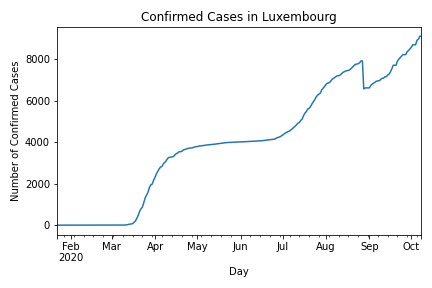 Confirmed Cases in Luxembourg
Number of Confirmed Cases
8000
6000
4000
2000
0
Feb Mar Apr May Jun Jul Aug Sep Oct
2020
Day